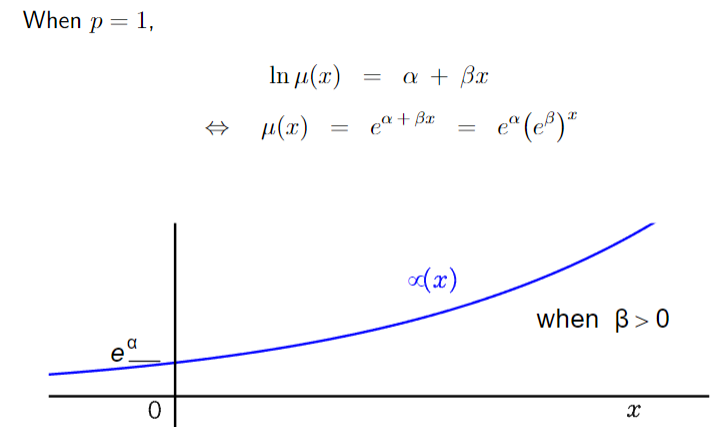 When p = 1,
ln μ(x) = α + βx
⇔ μ(x) = e^{α + βx} = e^α(e^β)^x
∝(x)
when β > 0
e^α
0
x